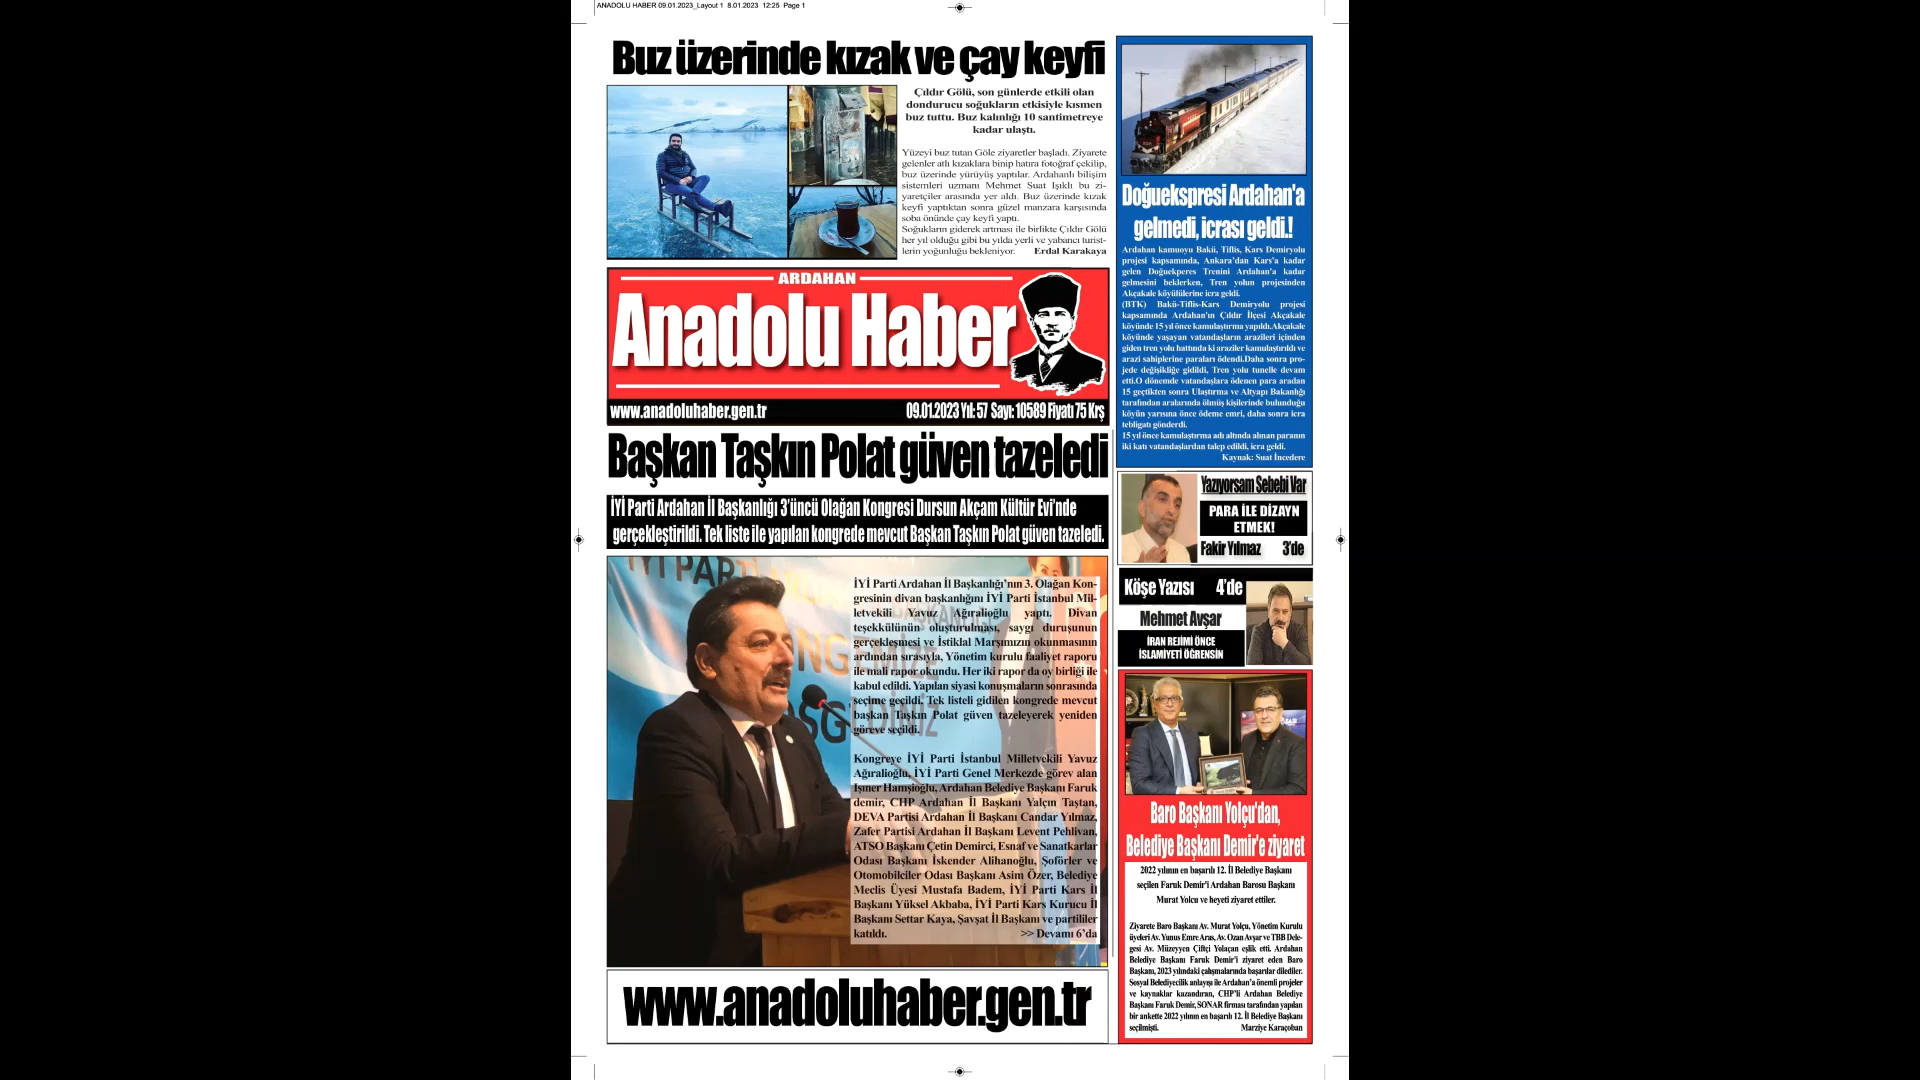 ANADOLU HABER 09.01.2023_Layout 1  8.01.2023  12:25  Page 1
Buz üzerinde kızak ve çay keyfi
Çıldır Gölü, son günlerde etkili olan
dondurucu soğukların etkisiyle kısmen
buz tuttu. Buz kalınlığı 10 santimetreye
kadar ulaştı.
Yüzeyi buz tutan Göle ziyaretler başladı. Ziyarete
gelenler atlı kızaklara binip hatıra fotoğraf çekilip,
buz üzerinde yürüyüş yaptılar. Ardahanlı bilişim
sistemleri uzmanı Mehmet Suat Işıklı bu zi-
yaretçiler arasında yer aldı. Buz üzerinde kızak
keyfi yaptıktan sonra güzel manzara karşısında
soba önünde çay keyfi yaptı.
Soğukların giderek artması ile birlikte Çıldır Gölü
her yıl olduğu gibi bu yılda yerli ve yabancı turist-
lerin yoğunluğu bekleniyor. Erdal Karakaya
ARDAHAN
Anadolu Haber
www.anadoluhaber.gen.tr 09.01.2023 Yıl: 57 Sayı: 10589 Fiyatı 75 Krş
Başkan Taşkın Polat güven tazeledi
İYİ Parti Ardahan İl Başkanlığı 3'üncü Olağan Kongresi Dursun Akçam Kültür Evi'nde
gerçekleştirildi. Tek liste ile yapılan kongrede mevcut Başkan Taşkın Polat güven tazeledi.
İYİ Parti Ardahan İl Başkanlığı'nın 3. Olağan Kon-
gresinin divan başkanlığını İYİ Parti İstanbul Mil-
letvekili Yavuz Ağıralioğlu yaptı. Divan
teşekkülünün oluşturulması, saygı duruşunun
gerçekleşmesi ve İstiklal Marşımızın okunmasının
ardından sırasıyla, Yönetim kurulu faaliyet raporu
ile mali rapor okundu. Her iki rapor da oy birliği ile
kabul edildi. Yapılan siyasi konuşmaların sonrasında
seçime geçildi. Tek listeli gidilen kongrede mevcut
başkan Taşkın Polat güven tazeleyerek yeniden
göreve seçildi.
Kongreye İYİ Parti İstanbul Milletvekili Yavuz
Ağıralioğlu, İYİ Parti Genel Merkezde görev alan
Işıner Hamşioğlu, Ardahan Belediye Başkanı Faruk
demir, CHP Ardahan İl Başkanı Yalçın Taştan,
DEVA Partisi Ardahan İl Başkanı Candar Yılmaz,
Zafer Partisi Ardahan İl Başkanı Levent Pehlivan,
ATSO Başkanı Çetin Demirci, Esnaf ve Sanatkarlar
Odası Başkanı İskender Alihanoğlu, Şoförler ve
Otomobilciler Odası Başkanı Asim Özer, Belediye
Meclis Üyesi Mustafa Badem, İYİ Parti Kars İl
Başkanı Yüksel Akbaba, İYİ Parti Kars Kurucu İl
Başkanı Settar Kaya, Şavşat İl Başkanı ve partililer
katıldı. >> Devamı 6'da
www.anadoluhaber.gen.tr
Doğuekspresi Ardahan'a
gelmedi, icrası geldi.!
Ardahan kamuoyu Bakü, Tiflis, Kars Demiryolu
projesi kapsamında, Ankara'dan Kars'a kadar
gelen Doğuekperes Trenini Ardahan'a kadar
gelmesini beklerken, Tren yolun projesinden
Akçakale köyülülerine icra geldi.
(BTK) Bakü-Tiflis-Kars Demiryolu projesi
kapsamında Ardahan'ın Çıldır İlçesi Akçakale
köyünde 15 yıl önce kamulaştırma yapıldı.Akçakale
köyünde yaşayan vatandaşların arazileri içinden
giden tren yolu hattında ki araziler kamulaştırıldı ve
arazi sahiplerine paraları ödendi.Daha sonra pro-
jede değişikliğe gidildi, Tren yolu tunelle devam
etti.O dönemde vatandaşlara ödenen para aradan
15 geçtikten sonra Ulaştırma ve Altyapı Bakanlığı
tarafından aralarında ölmüş kişilerinde bulunduğu
köyün yarısına önce ödeme emri, daha sonra icra
tebligatı gönderdi.
15 yıl önce kamulaştırma adı altında alınan paranın
iki katı vatandaşlardan talep edildi, icra geldi.
Kaynak: Suat İncedere
Yazıyorsam Sebebi Var
PARA İLE DİZAYN
ETMEK!
Fakir Yılmaz 3'de
Köşe Yazısı 4'de
Mehmet Avşar
İRAN REJİMİ ÖNCE
İSLAMİYETİ ÖĞRENSİN
Baro Başkanı Yolçu'dan,
Belediye Başkanı Demir'e ziyaret
2022 yılının en başarılı 12. İl Belediye Başkanı
seçilen Faruk Demir'i Ardahan Barosu Başkanı
Murat Yolcu ve heyeti ziyaret ettiler.
Ziyarete Baro Başkanı Av. Murat Yolçu, Yönetim Kurulu
üyeleri Av. Yunus Emre Aras, Av. Ozan Avşar ve TBB Dele-
gesi Av. Müzeyyen Çiftçi Yolaçan eşlik etti. Ardahan
Belediye Başkanı Faruk Demir'i ziyaret eden Baro
Başkanı, 2023 yılındaki çalışmalarında başarılar dilediler.
Sosyal Belediyecilik anlayışı ile Ardahan'a önemli projeler
ve kaynaklar kazandıran, CHP'li Ardahan Belediye
Başkanı Faruk Demir, SONAR firması tarafından yapılan
bir ankette 2022 yılının en başarılı 12. İl Belediye Başkanı
seçilmişti. Marziye Karaçoban